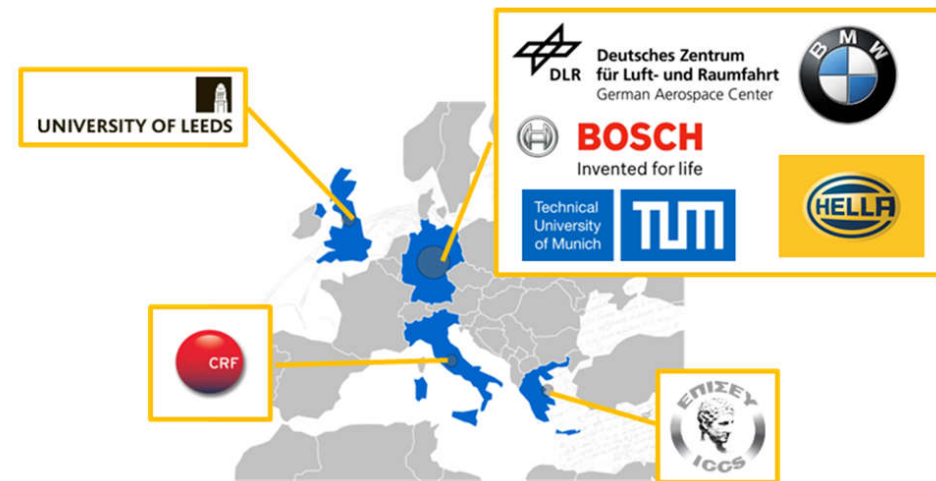 UNIVERSITY OF LEEDS
DLR
Deutsches Zentrum
für Luft- und Raumfahrt
German Aerospace Center
BMW
BOSCH
Invented for life
Technical
University
of Munich
TUM
HELLA
CRF
ΕΠΙΣΕΥ
ICCS